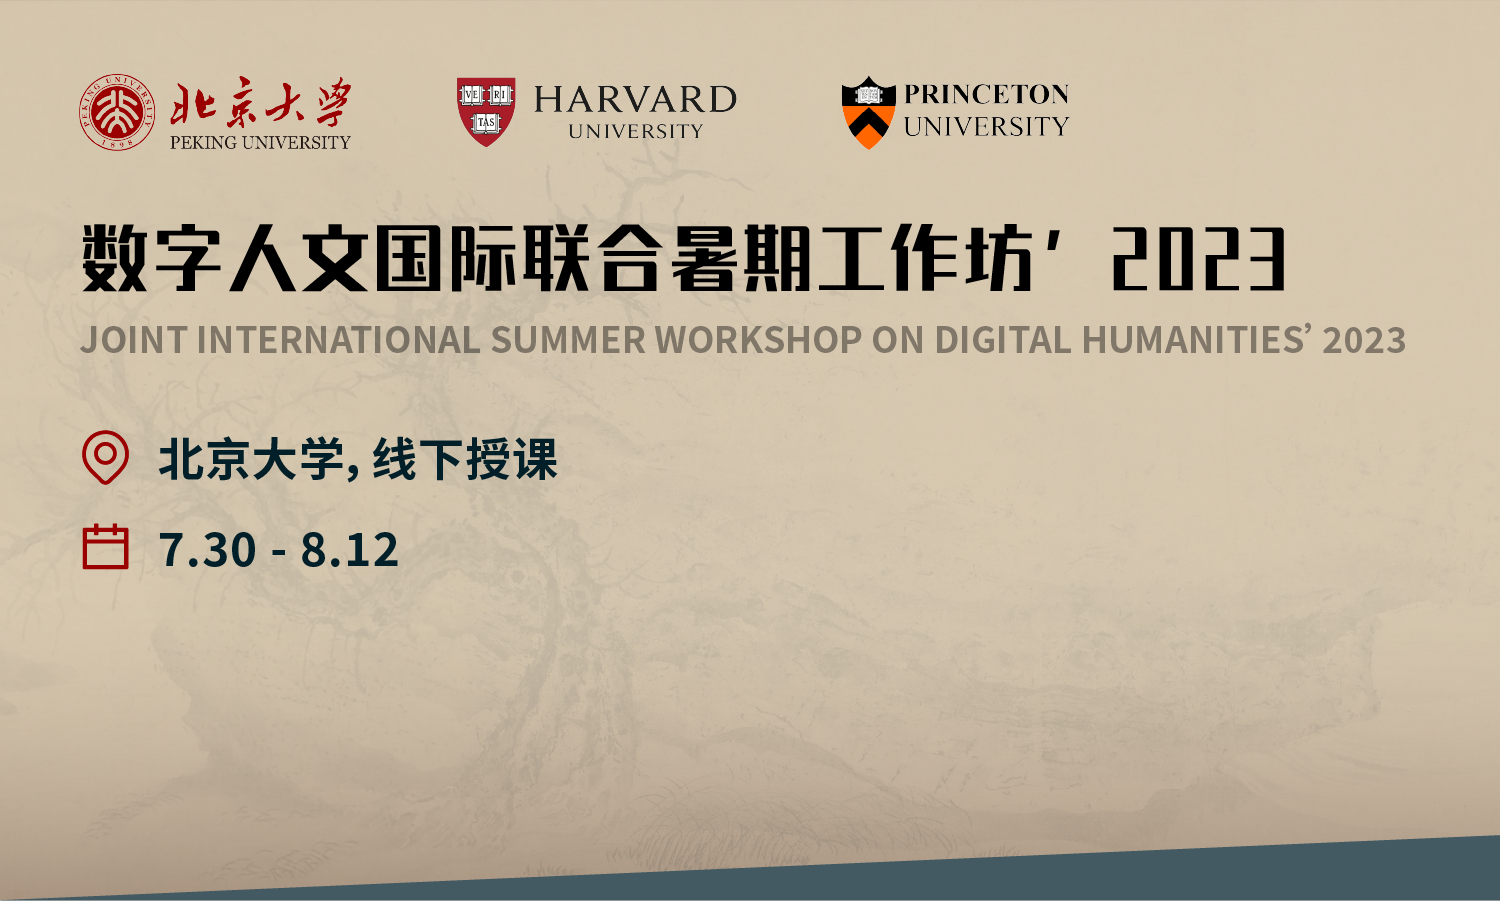 PEKING UNIVERSITY
1898
北京大学
PEKING UNIVERSITY
VE RI
TAS
HARVARD
UNIVERSITY
PRINCETON
UNIVERSITY
数字人文国际联合暑期工作坊’ 2023
JOINT INTERNATIONAL SUMMER WORKSHOP ON DIGITAL HUMANITIES’ 2023
北京大学，线下授课
7.30 - 8.12